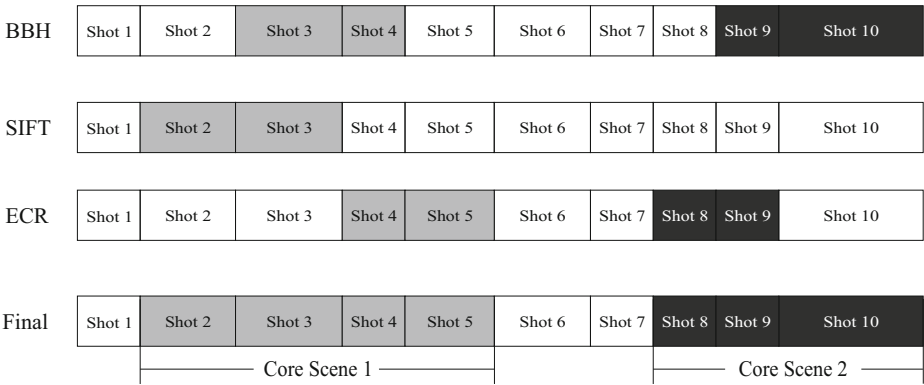 BBH Shot 1 Shot 2 Shot 3 Shot 4 Shot 5 Shot 6 Shot 7 Shot 8 Shot 9 Shot 10
SIFT Shot 1 Shot 2 Shot 3 Shot 4 Shot 5 Shot 6 Shot 7 Shot 8 Shot 9 Shot 10
ECR Shot 1 Shot 2 Shot 3 Shot 4 Shot 5 Shot 6 Shot 7 Shot 8 Shot 9 Shot 10
Final Shot 1 Shot 2 Shot 3 Shot 4 Shot 5 Shot 6 Shot 7 Shot 8 Shot 9 Shot 10
Core Scene 1 Core Scene 2